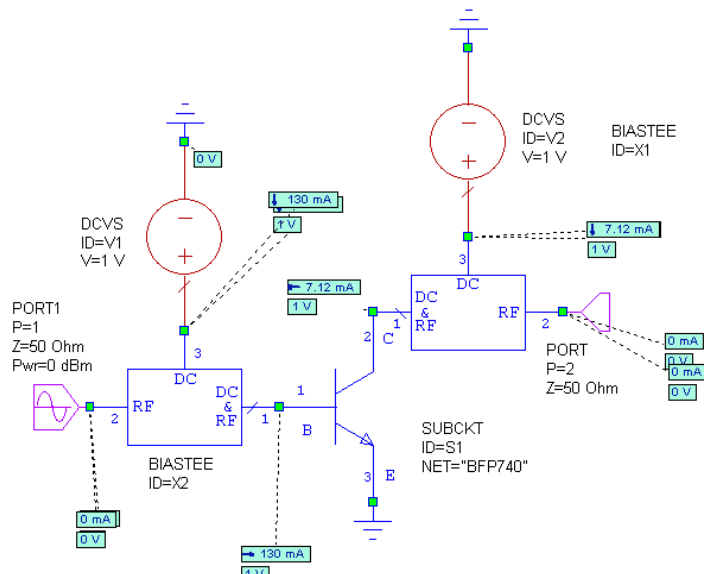 DCVS
ID=V2
V=1 V
BIASTEE
ID=X1
0 V
DCVS
ID=V1
V=1 V
130 mA
1 V
7.12 mA
1 V
3
DC
7.12 mA
1 V
DC
&
RF
RF
1
2
2
C
PORT1
P=1
Z=50 Ohm
Pwr=0 dBm
3
DC
RF
DC
&
RF
2
1
1
B
PORT
P=2
Z=50 Ohm
0 mA
0 V
0 mA
0 V
BIASTEE
ID=X2
SUBCKT
ID=S1
NET="BFP740"
3
E
0 mA
0 V
130 mA
1 V